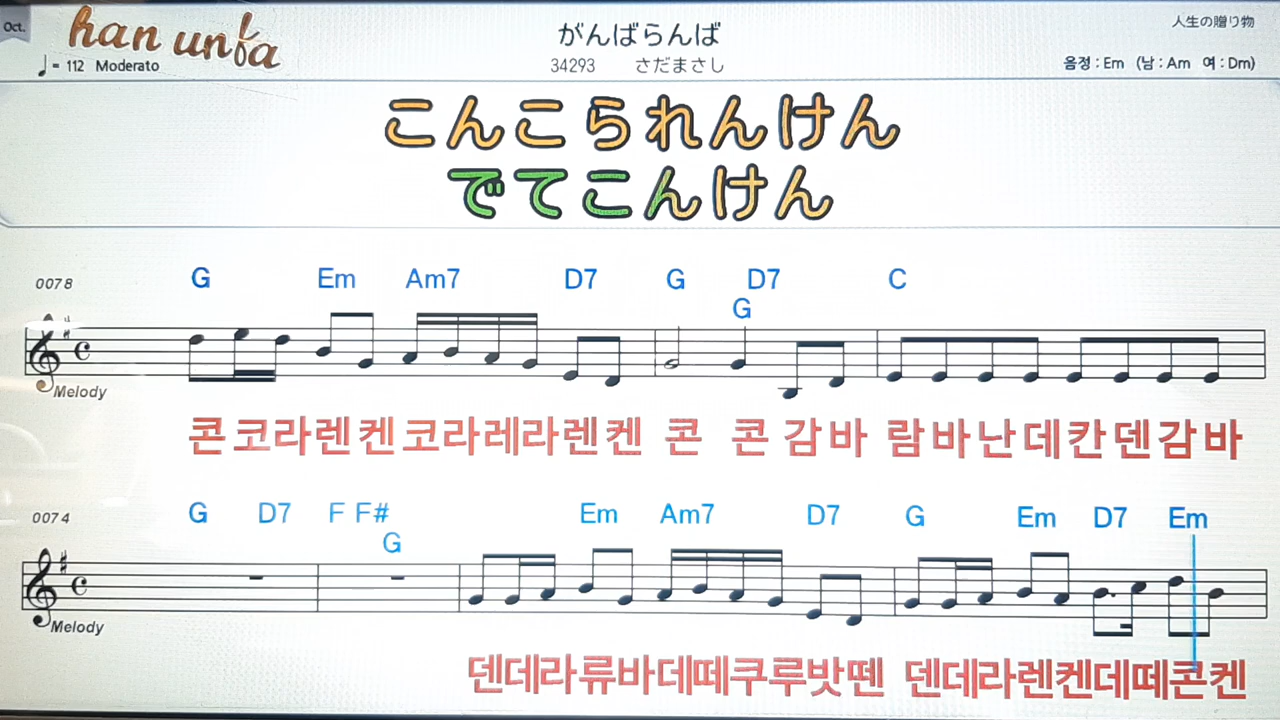 Oct.
han unfa
がんばらんば
人生の贈り物
♩= 112 Moderato
34293 さだまさし
음정 : Em (남 : Am 여 : Dm)
こんこられんけん
でてこんけん
0078
G Em Am7 D7 G D7 C
G
Melody
콘코라렌켄코라레라렌켄 콘 콘감바 람바난데칸덴감바
0074
G D7 F F# Em Am7 D7 G Em D7 Em
G
Melody
덴데라류바데떼쿠루밧뗀 덴데라렌켄데떼콘켄